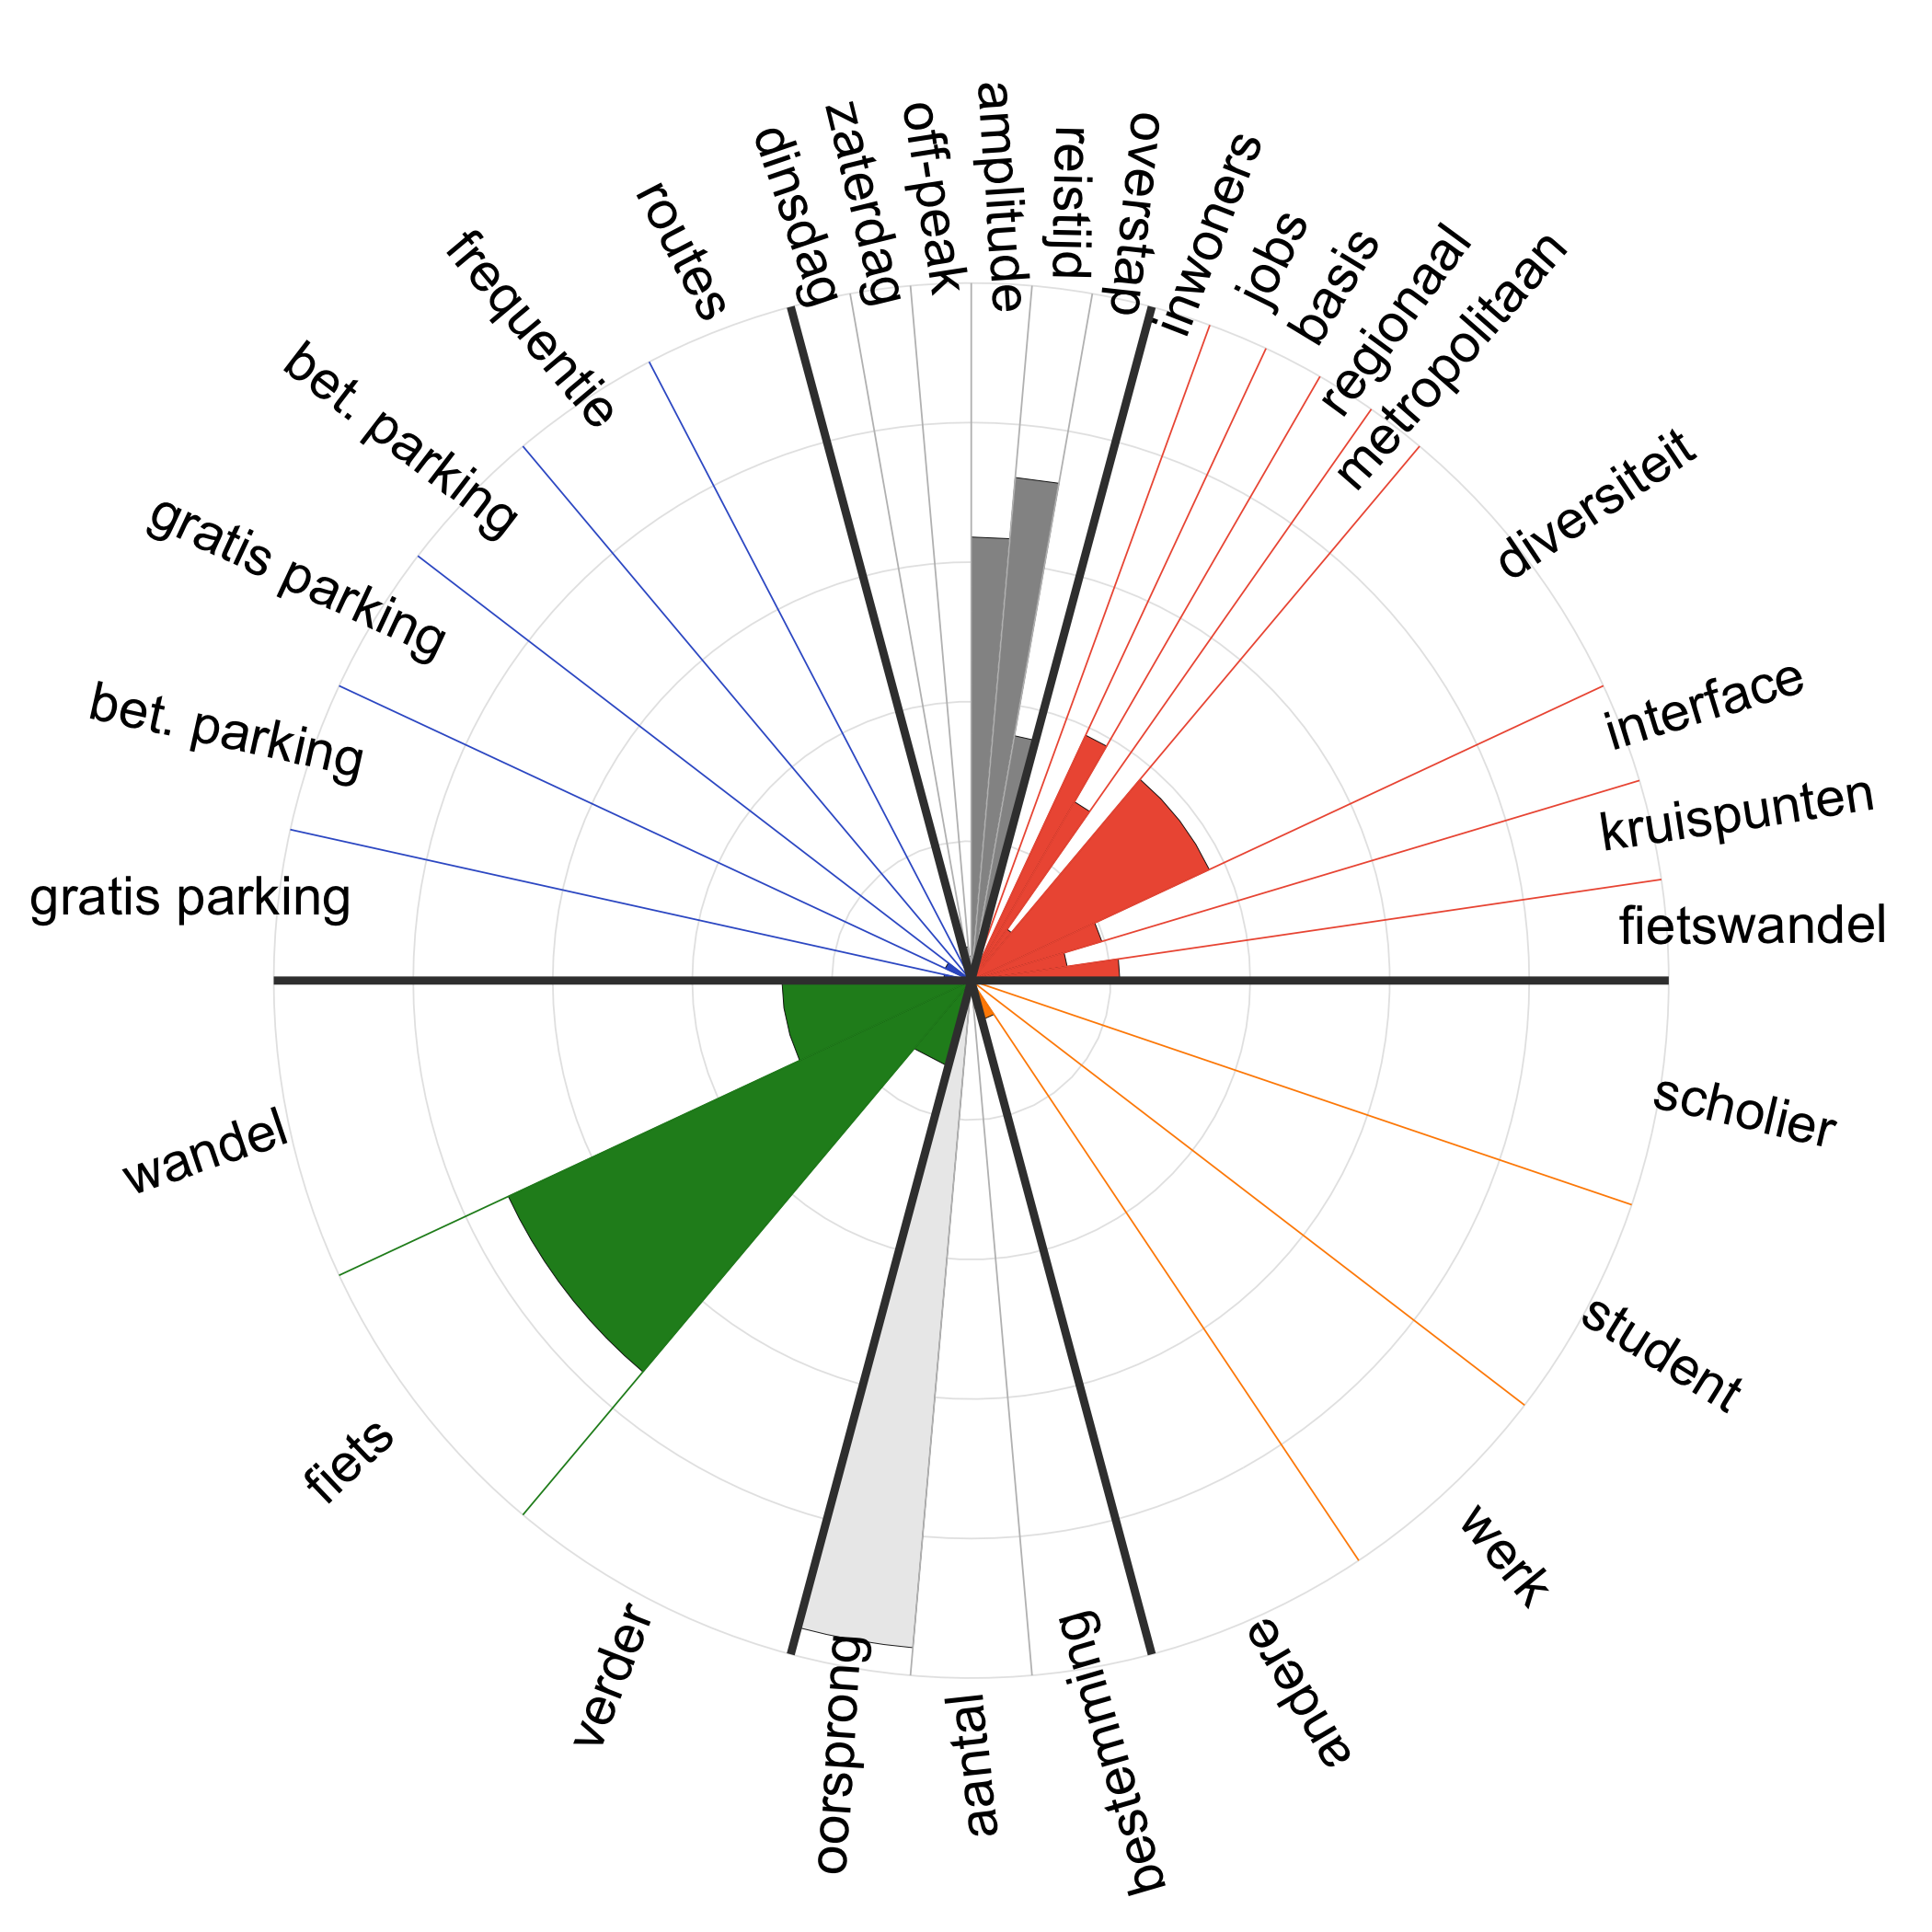 dinsdag
zaterdag
off-peak
amplitude
reistijd
overstap
inwoners
jobs
basis
regionaal
metropolitaan
diversiteit
interface
kruispunten
fietswandel
scholier
student
werk
andere
bestemming
aantal
oorsprong
verder
fiets
wandel
gratis parking
bet. parking
gratis parking
bet. parking
frequentie
routes